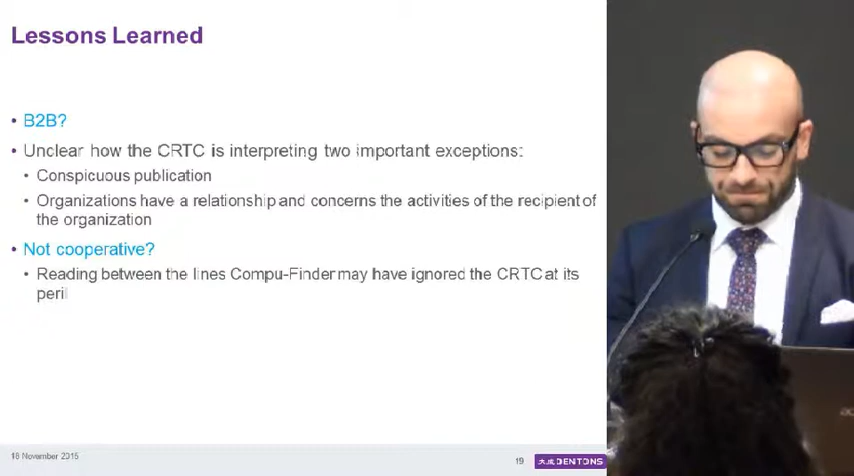 Lessons Learned
• B2B?
• Unclear how the CRTC is interpreting two important exceptions:
• Conspicuous publication
• Organizations have a relationship and concerns the activities of the recipient of
the organization
• Not cooperative?
• Reading between the lines Compu-Finder may have ignored the CRTC at its
peril
18 November 2015
19
大成 DENTONS